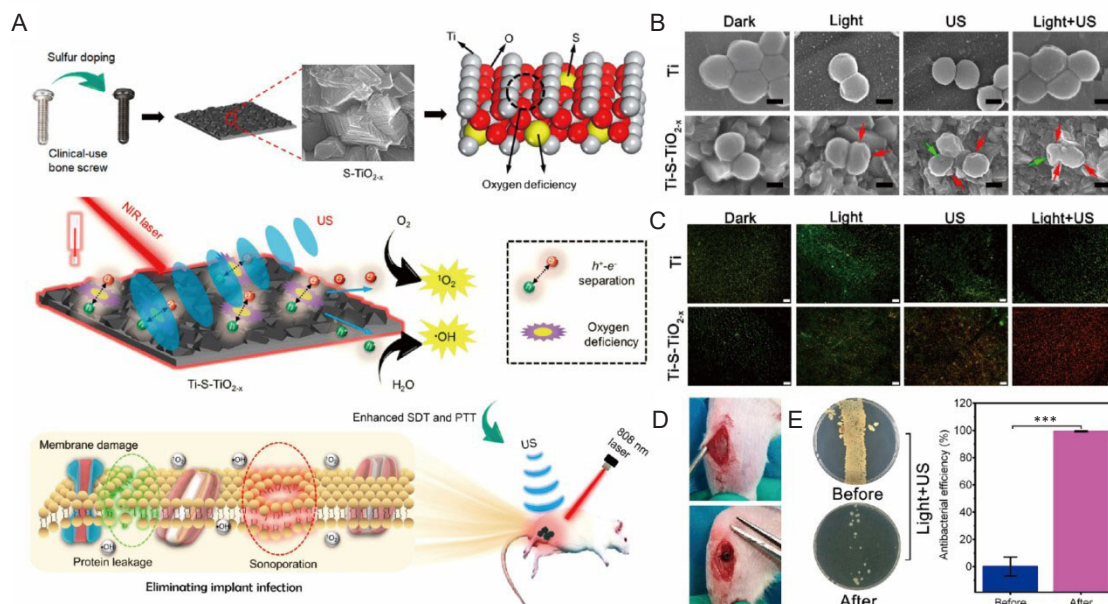 A
Sulfur doping
Clinical-use
bone screw
S-TiO2-x
Ti
O
S
Oxygen deficiency
NIR laser
US
O2
e
h
1O2
•OH
H2O
Ti-S-TiO2-x
h+-e-
separation
Oxygen
deficiency
Enhanced SDT and PTT
US
808 nm
laser
Membrane damage
•OH
1O2
Protein leakage
Sonoporation
Eliminating implant infection
B
Dark Light US Light+US
Ti
Ti-S-TiO2-x
C
Dark Light US Light+US
Ti
Ti-S-TiO2-x
D
E
Before
After
Light+US
Antibacterial efficiency (%)
120
100
80
60
40
20
0
***
Before After